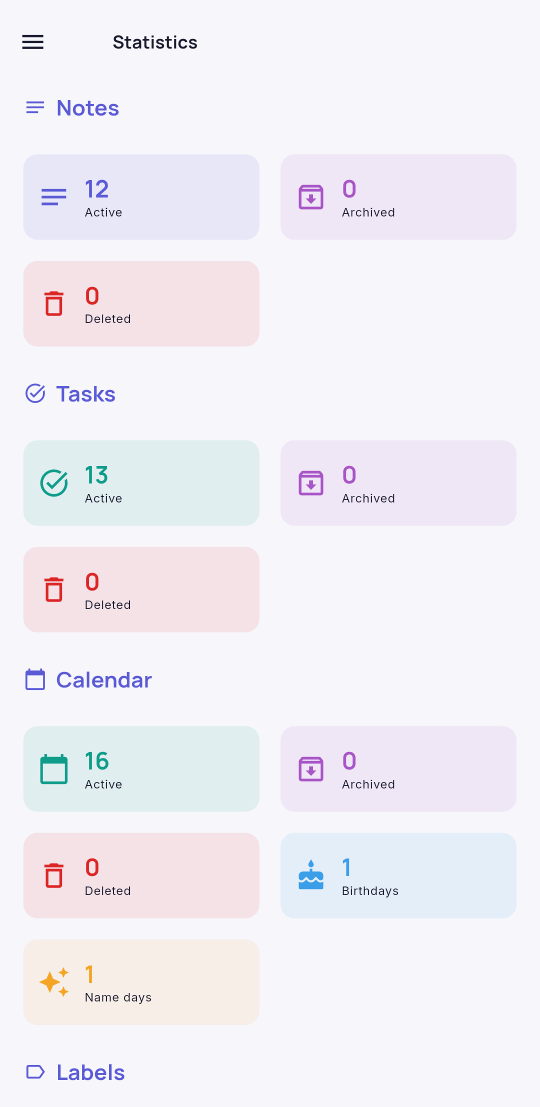 Statistics
Notes
12
Active
0
Archived
0
Deleted
Tasks
13
Active
0
Archived
0
Deleted
Calendar
16
Active
0
Archived
0
Deleted
1
Birthdays
1
Name days
Labels